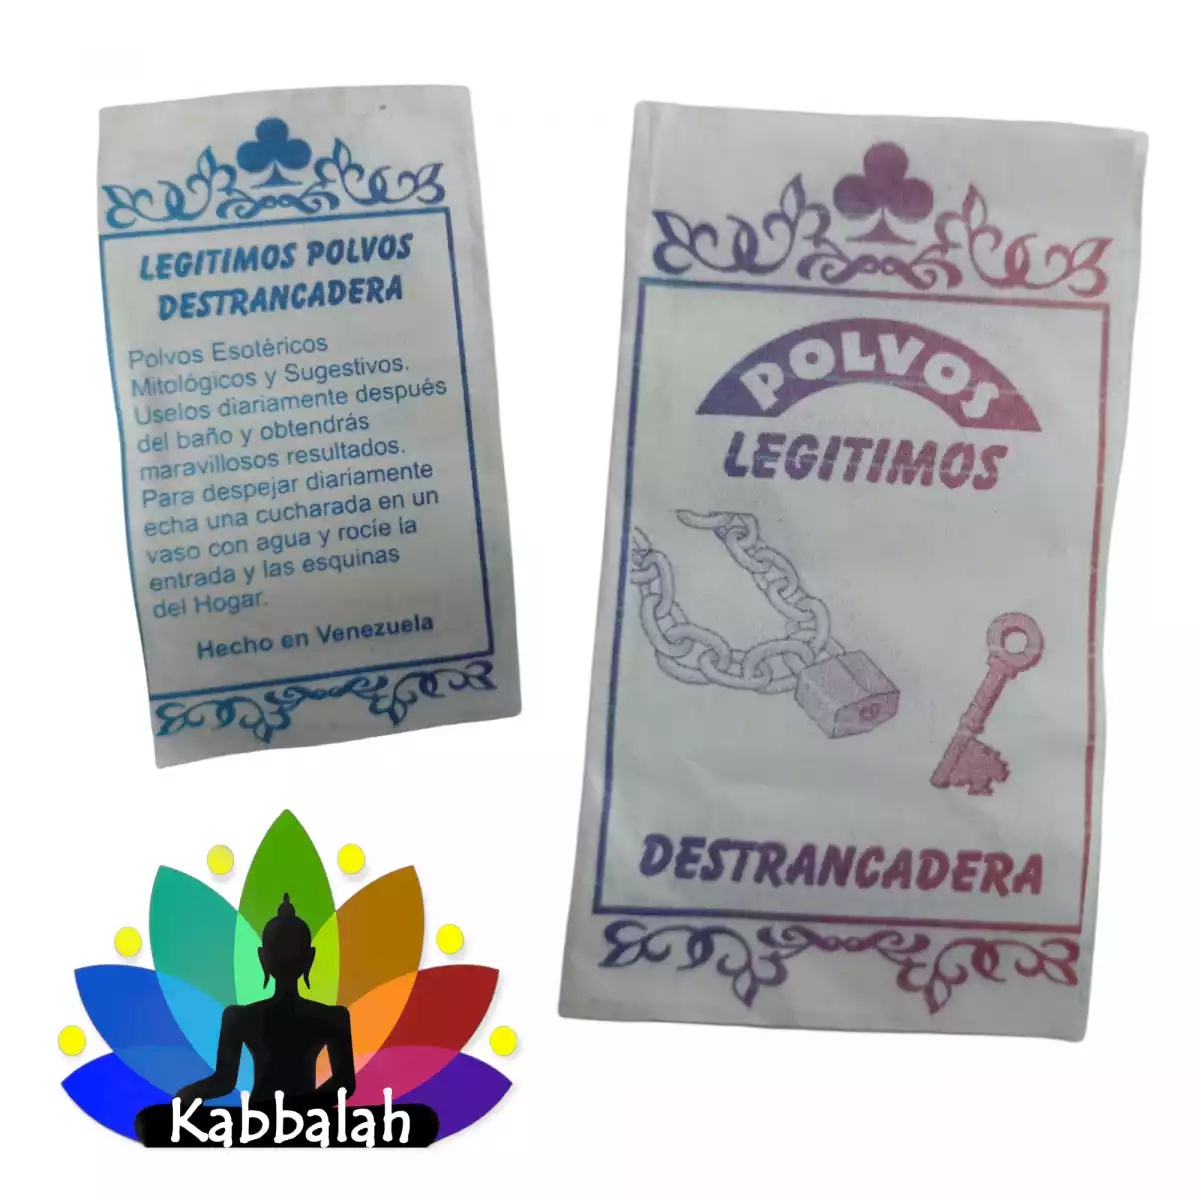 LEGITIMOS POLVOS
DESTRANCADERA
Polvos Esotéricos
Mitológicos y Sugestivos.
Uselos diariamente después
del baño y obtendrás
maravillosos resultados.
Para despejar diariamente
echa una cucharada en un
vaso con agua y rocíe la
entrada y las esquinas
del Hogar.
Hecho en Venezuela
POLVOS
LEGITIMOS
DESTRANCADERA
Kabbalah